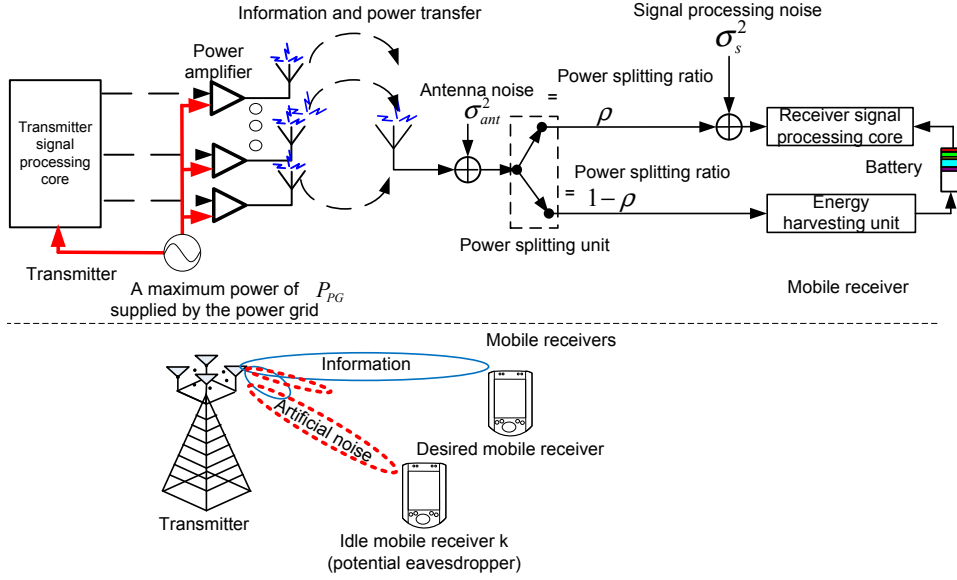 Information and power transfer
Signal processing noise
σ_s^2
Power
amplifier
Antenna noise
σ_ant^2
Power splitting ratio
= ρ
Transmitter
signal
processing
core
Receiver signal
processing core
Battery
Power splitting ratio
= 1−ρ
Energy
harvesting unit
Power splitting unit
Transmitter
A maximum power of P_PG
supplied by the power grid
Mobile receiver
Mobile receivers
Information
Artificial noise
Desired mobile receiver
Transmitter
Idle mobile receiver k
(potential eavesdropper)